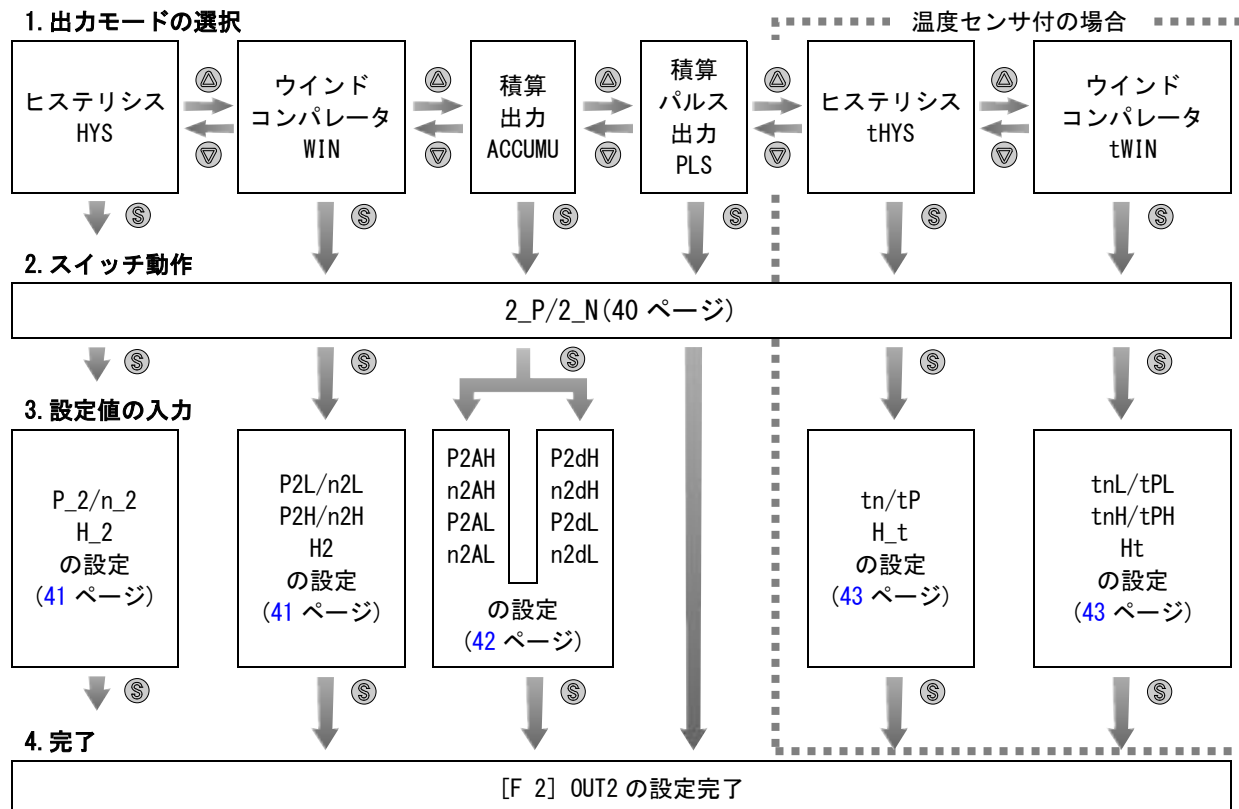 1. 出力モードの選択
温度センサ付の場合
ヒステリシス
HYS
ウインド
コンパレータ
WIN
積算
出力
ACCUMU
積算
パルス
出力
PLS
ヒステリシス
tHYS
ウインド
コンパレータ
tWIN
S S S S S S
2. スイッチ動作
2_P/2_N(40 ページ)
S S S S S
3. 設定値の入力
P_2/n_2
H_2
の設定
(41 ページ)
P2L/n2L
P2H/n2H
H2
の設定
(41 ページ)
P2AH
n2AH
P2AL
n2AL
P2dH
n2dH
P2dL
n2dL
の設定
(42 ページ)
tn/tP
H_t
の設定
(43 ページ)
tnL/tPL
tnH/tPH
Ht
の設定
(43 ページ)
S S S S S
4. 完了
[F 2] OUT2 の設定完了